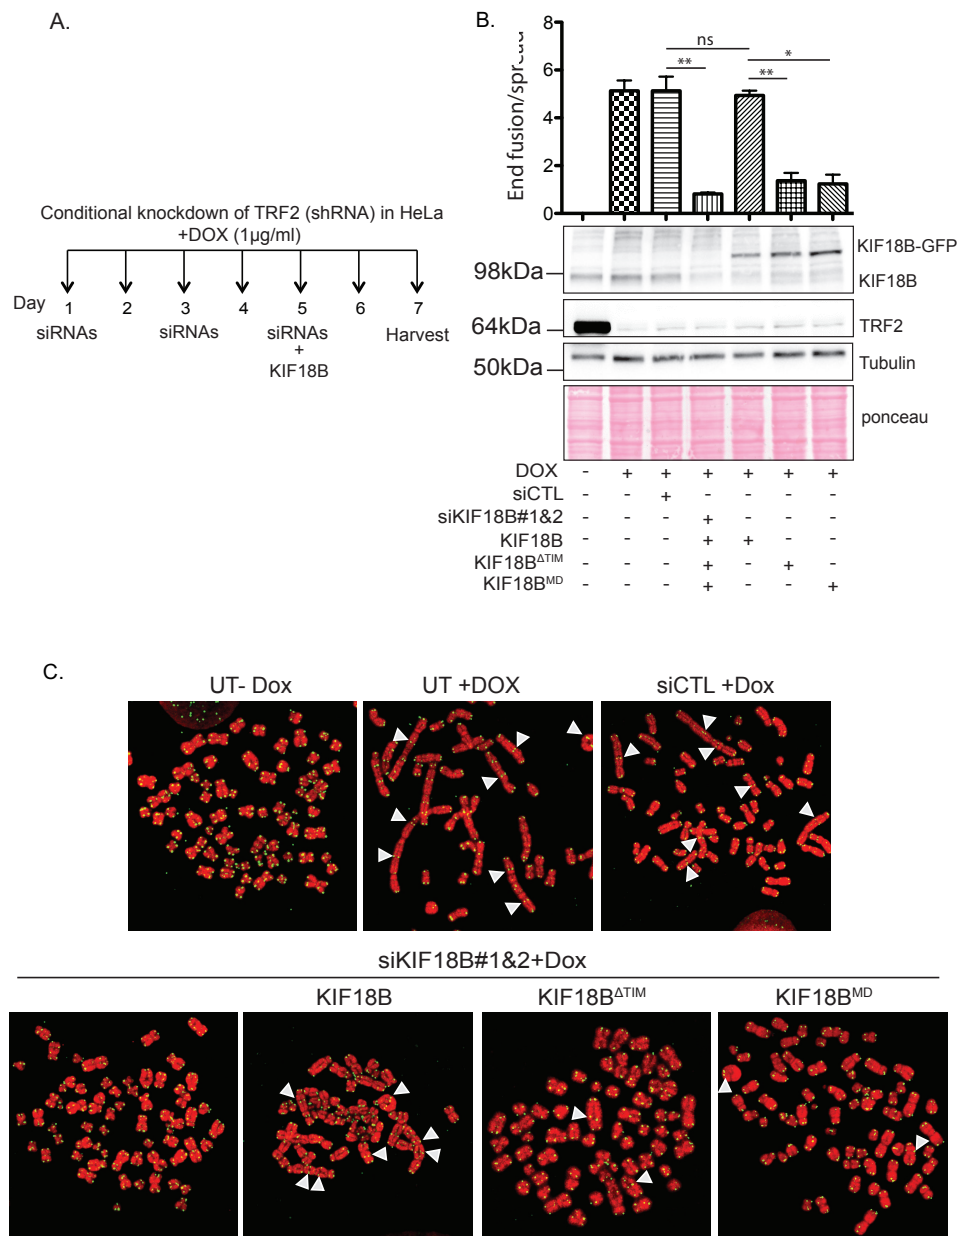 A.
Conditional knockdown of TRF2 (shRNA) in HeLa
+DOX (1µg/ml)
Day 1 2 3 4 5 6 7
siRNAs siRNAs siRNAs Harvest
+
KIF18B
B.
End fusion/spread
8
6
4
2
0
ns
** *
**
98kDa
64kDa
50kDa
KIF18B-GFP
KIF18B
TRF2
Tubulin
ponceau
DOX - + + + + + +
siCTL - - + - - - -
siKIF18B#1&2 - - - + - - -
KIF18B - - - + + - -
KIF18BΔTIM - - - + - + -
KIF18BMD - - - + - - +
C.
UT- Dox UT +DOX siCTL +Dox
siKIF18B#1&2+Dox
KIF18B KIF18BΔTIM KIF18BMD